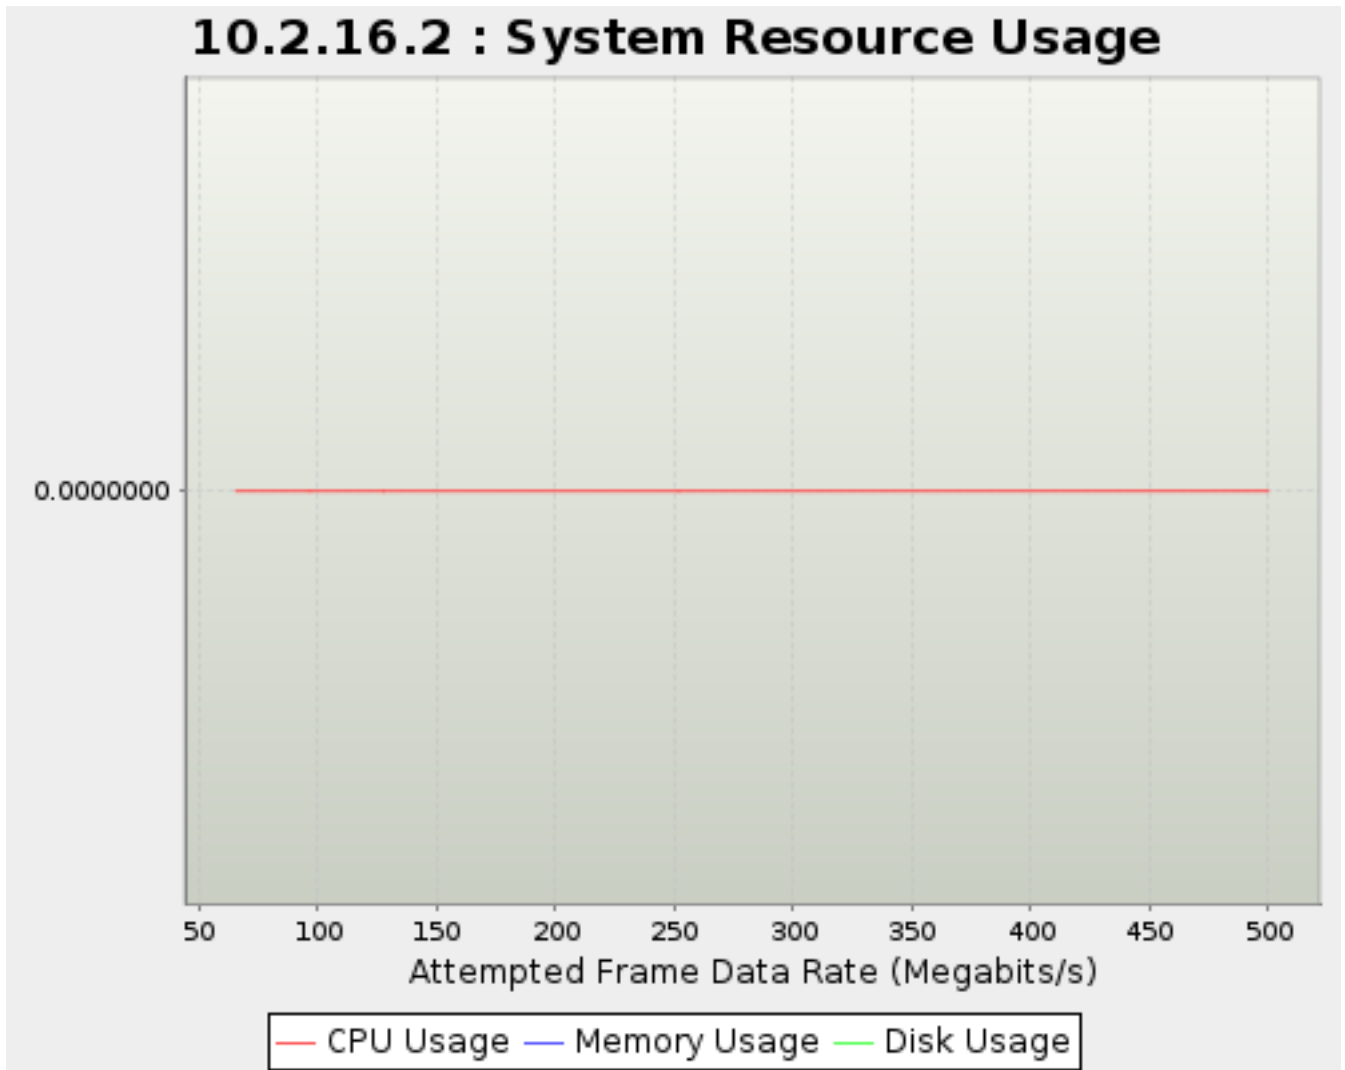 10.2.16.2 : System Resource Usage
0.0000000
50 100 150 200 250 300 350 400 450 500
Attempted Frame Data Rate (Megabits/s)
CPU Usage Memory Usage Disk Usage